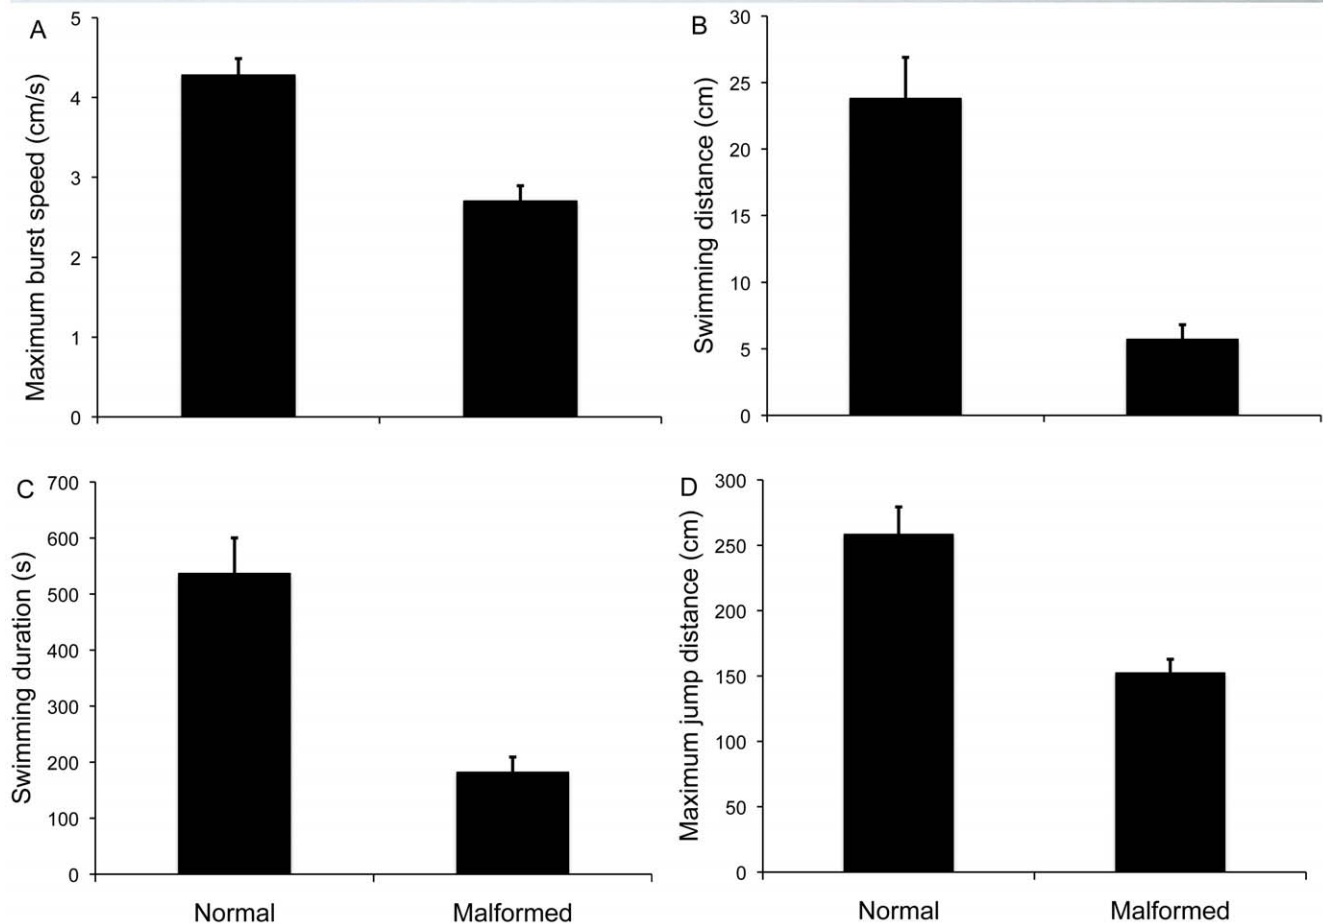 A
Maximum burst speed (cm/s)
5
4
3
2
1
0
B
Swimming distance (cm)
30
25
20
15
10
5
0
C
Swimming duration (s)
700
600
500
400
300
200
100
0
Normal
Malformed
D
Maximum jump distance (cm)
300
250
200
150
100
50
0
Normal
Malformed